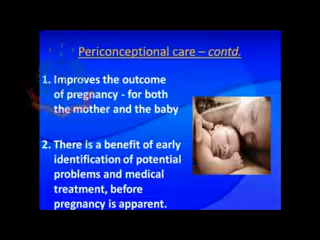 Periconceptional care – contd.
1. Improves the outcome
of pregnancy - for both
the mother and the baby
2. There is a benefit of early
identification of potential
problems and medical
treatment, before
pregnancy is apparent.